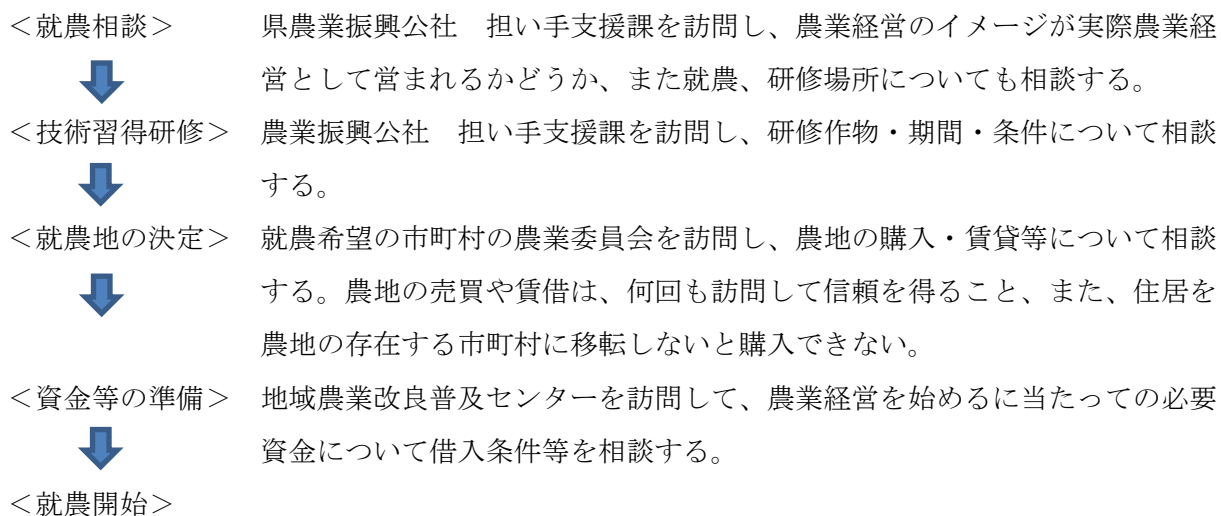 ＜就農相談＞　　　県農業振興公社　担い手支援課を訪問し、農業経営のイメージが実際農業経
営として営まれるかどうか、また就農、研修場所についても相談する。
＜技術習得研修＞　農業振興公社　担い手支援課を訪問し、研修作物・期間・条件について相談
する。
＜就農地の決定＞　就農希望の市町村の農業委員会を訪問し、農地の購入・賃貸等について相談
する。農地の売買や賃借は、何回も訪問して信頼を得ること、また、住居を
農地の存在する市町村に移転しないと購入できない。
＜資金等の準備＞　地域農業改良普及センターを訪問して、農業経営を始めるに当たっての必要
資金について借入条件等を相談する。
＜就農開始＞